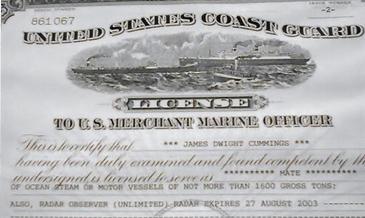 861067
-2-
UNITED STATES COAST GUARD
LICENSE
TO U.S. MERCHANT MARINE OFFICER
This is to certify that *** JAMES DWIGHT CUMMINGS ***
having been duly examined and found competent by the
undersigned is licensed to serve as ********** MATE **********
OF OCEAN STEAM OR MOTOR VESSELS OF NOT MORE THAN 1600 GROSS TONS;
ALSO, RADAR OBSERVER (UNLIMITED)-RADAR EXPIRES 27 AUGUST 2003